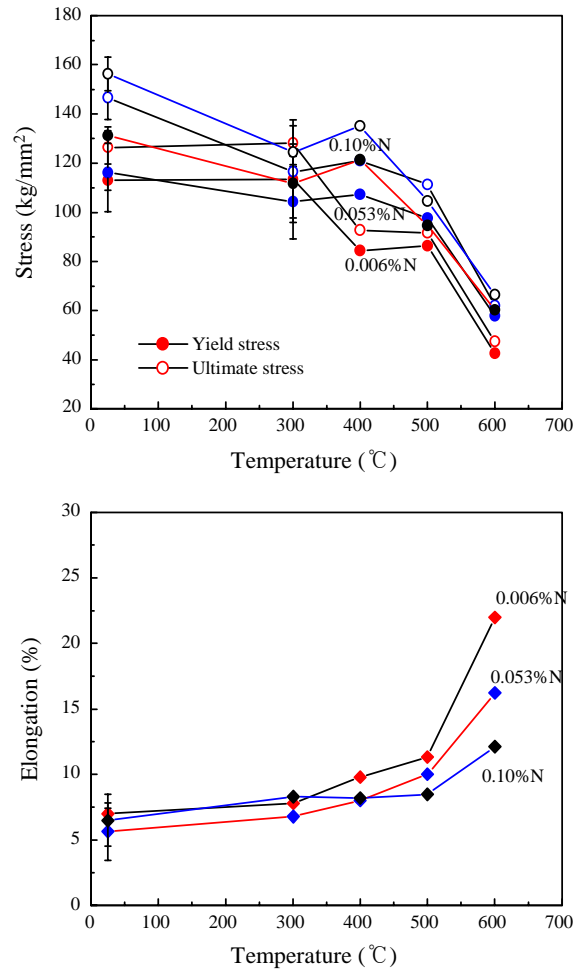 180
160
140
120
100
80
60
40
20
Stress (kg/mm²)
0.10%N
0.053%N
0.006%N
Yield stress
Ultimate stress
0 100 200 300 400 500 600 700
Temperature (℃)
30
25
20
15
10
5
0
Elongation (%)
0.006%N
0.053%N
0.10%N
0 100 200 300 400 500 600 700
Temperature (℃)